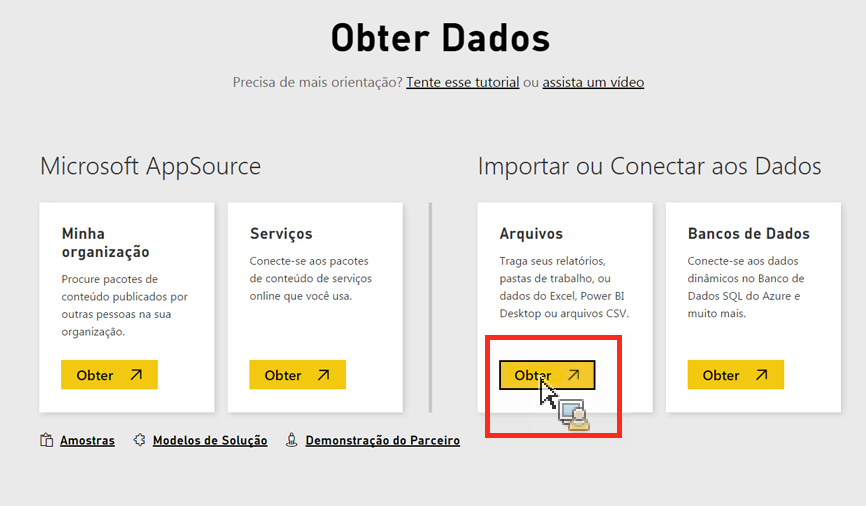 Obter Dados
Precisa de mais orientação? Tente esse tutorial ou assista um vídeo
Microsoft AppSource
Minha
organização
Procure pacotes de
conteúdo publicados por
outras pessoas na sua
organização.
Obter
Serviços
Conecte-se aos pacotes
de conteúdo de serviços
online que você usa.
Obter
Importar ou Conectar aos Dados
Arquivos
Traga seus relatórios,
pastas de trabalho, ou
dados do Excel, Power BI
Desktop ou arquivos CSV.
Obter
Bancos de Dados
Conecte-se aos dados
dinâmicos no Banco de
Dados SQL do Azure e
muito mais.
Obter
Amostras
Modelos de Solução
Demonstração do Parceiro